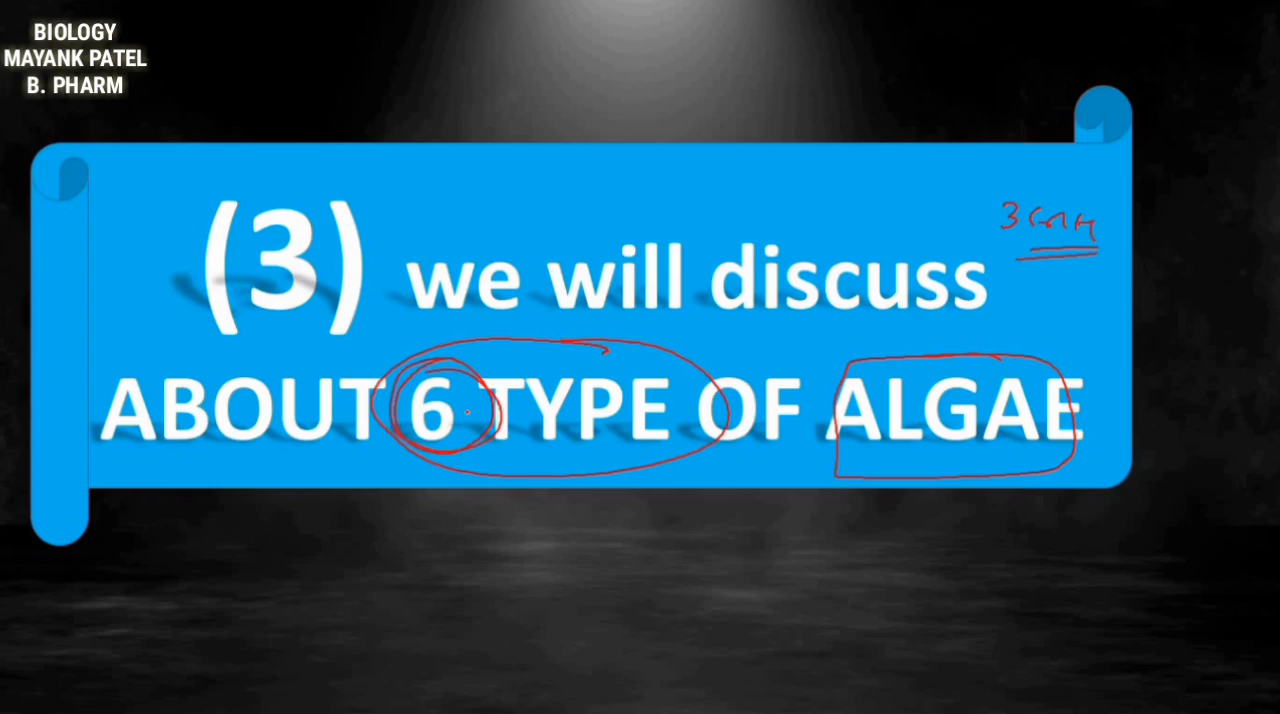 BIOLOGY
MAYANK PATEL
B. PHARM
(3) we will discuss
ABOUT 6 TYPE OF ALGAE